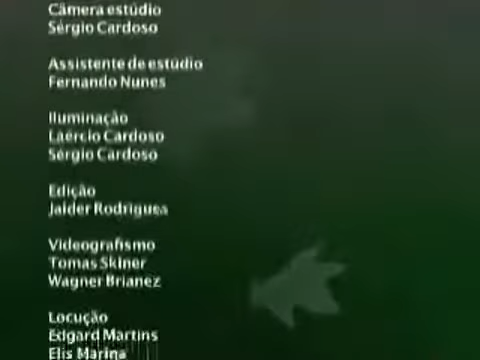 Câmera estúdio
Sérgio Cardoso
Assistente de estúdio
Fernando Nunes
Iluminação
Laércio Cardoso
Sérgio Cardoso
Edição
Jaider Rodrigues
Videografismo
Tomas Skiner
Wagner Brianez
Locução
Edgard Martins
Elis Marina